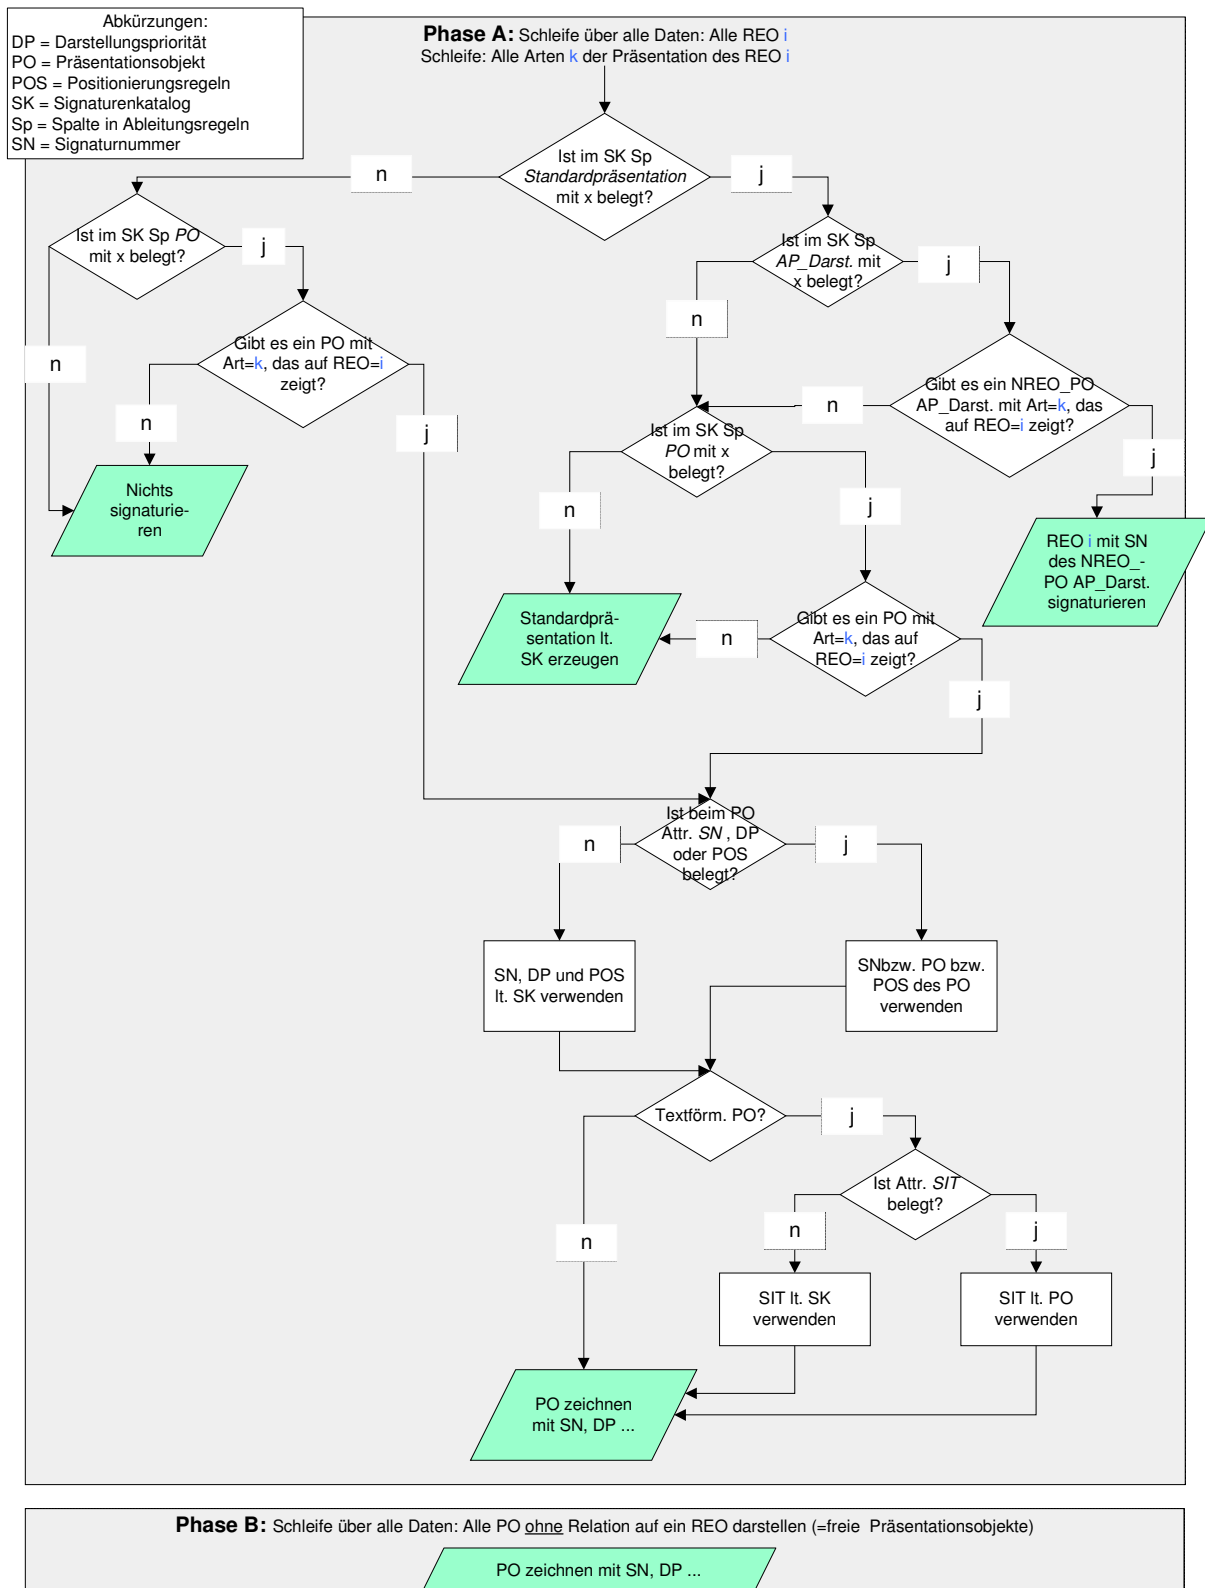 Abkürzungen:
DP = Darstellungspriorität
PO = Präsentationsobjekt
POS = Positionierungsregeln
SK = Signaturenkatalog
Sp = Spalte in Ableitungsregeln
SN = Signaturnummer
Phase A: Schleife über alle Daten: Alle REO i
Schleife: Alle Arten k der Präsentation des REO i
Ist im SK Sp
Standardpräsentation
mit x belegt?
n
j
Ist im SK Sp PO
mit x belegt?
j
n
Gibt es ein PO mit
Art=k, das auf REO=i
zeigt?
n
j
Nichts
signaturie-
ren
Ist im SK Sp
AP_Darst. mit
x belegt?
j
n
Gibt es ein NREO_PO
AP_Darst. mit Art=k, das
auf REO=i zeigt?
n
j
REO i mit SN
des NREO_-
PO AP_Darst.
signaturieren
Ist im SK Sp
PO mit x
belegt?
n
j
Standardprä-
sentation lt.
SK erzeugen
Gibt es ein PO mit
Art=k, das auf
REO=i zeigt?
n
j
Ist beim PO
Attr. SN , DP
oder POS
belegt?
n
j
SN, DP und POS
lt. SK verwenden
SNbzw. PO bzw.
POS des PO
verwenden
Textförm. PO?
j
n
Ist Attr. SIT
belegt?
n
j
SIT lt. SK
verwenden
SIT lt. PO
verwenden
PO zeichnen
mit SN, DP ...
Phase B: Schleife über alle Daten: Alle PO ohne Relation auf ein REO darstellen (=freie Präsentationsobjekte)
PO zeichnen mit SN, DP ...